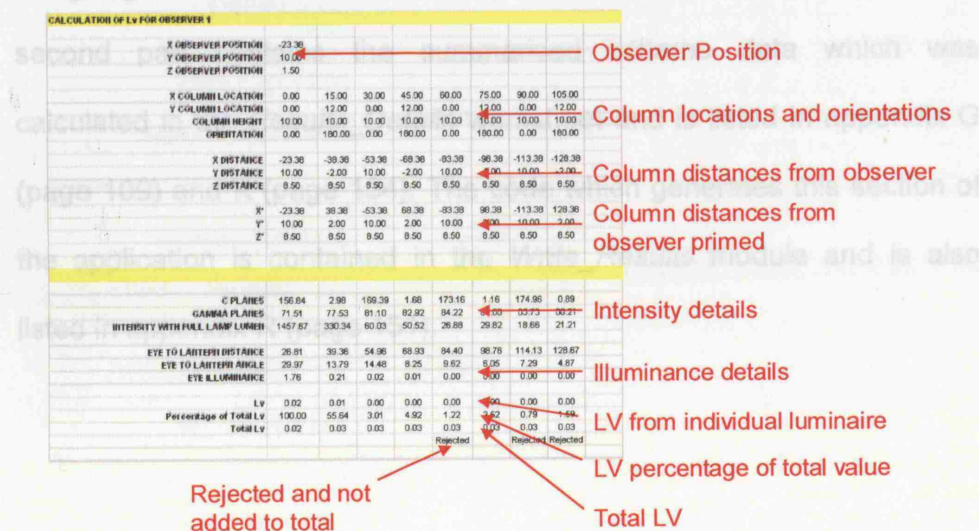 CALCULATION OF Lv FOR OBSERVER 1
X OBSERVER POSITION -23.38
Y OBSERVER POSITION 10.00
Z OBSERVER POSITION 1.50
Observer Position
X COLUMN LOCATION 0.00 15.00 30.00 45.00 60.00 75.00 90.00 105.00
Y COLUMN LOCATION 0.00 12.00 0.00 12.00 0.00 12.00 0.00 12.00
COLUMN HEIGHT 10.00 10.00 10.00 10.00 10.00 10.00 10.00 10.00
ORIENTATION 0.00 180.00 0.00 180.00 0.00 180.00 0.00 180.00
Column locations and orientations
X DISTANCE -23.38 -38.38 -53.38 -68.38 -83.38 -98.38 -113.38 -128.38
Y DISTANCE 10.00 -2.00 10.00 -2.00 10.00 10.00 -2.00
Z DISTANCE 8.50 8.50 8.50 8.50 8.50 8.50 8.50 8.50
Column distances from observer
X' -23.38 38.38 -53.38 68.38 -83.38 98.38 -113.38 128.38
Y' 10.00 2.00 10.00 2.00 10.00 10.00 2.00
Z' 8.50 8.50 8.50 8.50 8.50 8.50 8.50 8.50
Column distances from
observer primed
C PLANES 156.84 2.98 169.39 1.68 173.16 1.16 174.96 0.89
GAMMA PLANES 71.51 77.53 81.10 82.92 84.22
INTENSITY WITH FULL LAMP LUMEN 1457.67 330.34 60.03 50.52 26.88 29.82 18.66 21.21
Intensity details
EYE TO LANTERN DISTANCE 26.81 39.36 54.96 68.93 84.40 98.76 114.13 128.67
EYE TO LANTERN ANGLE 29.97 13.79 14.48 8.25 9.62 6.05 7.29 4.87
EYE ILLUMINANCE 1.76 0.21 0.02 0.01 0.00 0.00 0.00 0.00
Illuminance details
Lv 0.02 0.01 0.00 0.00 0.00 0.00 0.00 0.00
Percentage of Total Lv 100.00 55.64 3.01 4.92 1.22 0.79 1.59
Total Lv 0.02 0.03 0.03 0.03 0.03 0.03 0.03 0.03
Rejected Rejected Rejected
LV from individual luminaire
LV percentage of total value
Total LV
Rejected and not
added to total